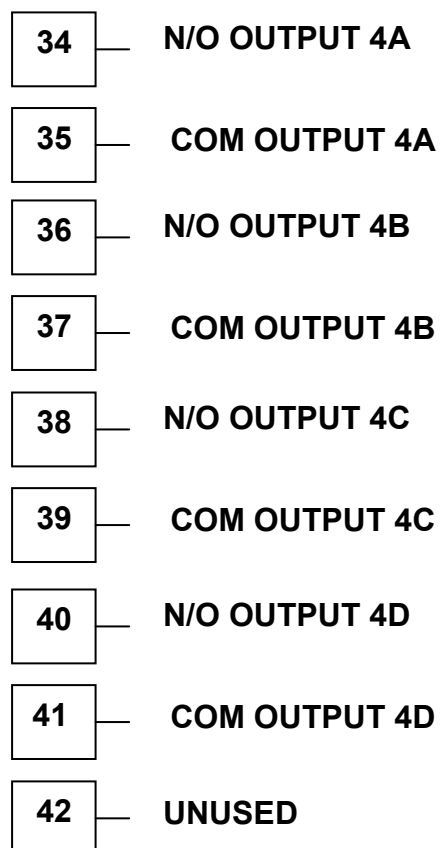 34 N/O OUTPUT 4A
35 COM OUTPUT 4A
36 N/O OUTPUT 4B
37 COM OUTPUT 4B
38 N/O OUTPUT 4C
39 COM OUTPUT 4C
40 N/O OUTPUT 4D
41 COM OUTPUT 4D
42 UNUSED